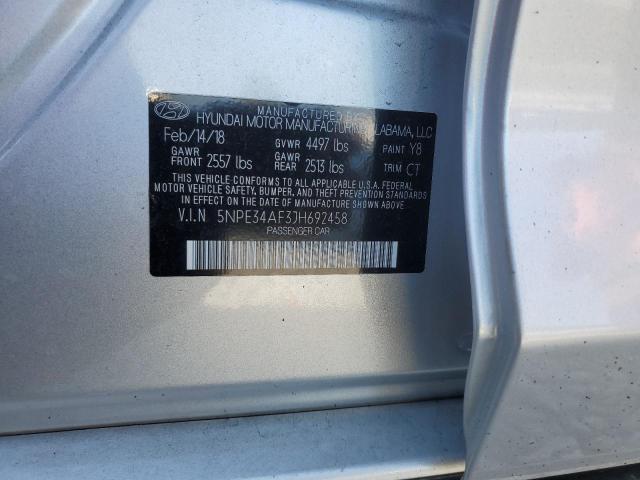 MANUFACTURED BY
HYUNDAI MOTOR MANUFACTURING ALABAMA, LLC
Feb/14/18 GVWR 4497 lbs PAINT Y8
GAWR FRONT 2557 lbs GAWR REAR 2513 lbs TRIM CT
THIS VEHICLE CONFORMS TO ALL APPLICABLE U.S.A. FEDERAL
MOTOR VEHICLE SAFETY, BUMPER, AND THEFT PREVENTION STANDARDS
IN EFFECT ON THE DATE OF MANUFACTURE SHOWN ABOVE.
V.I.N 5NPE34AF3JH692458
PASSENGER CAR